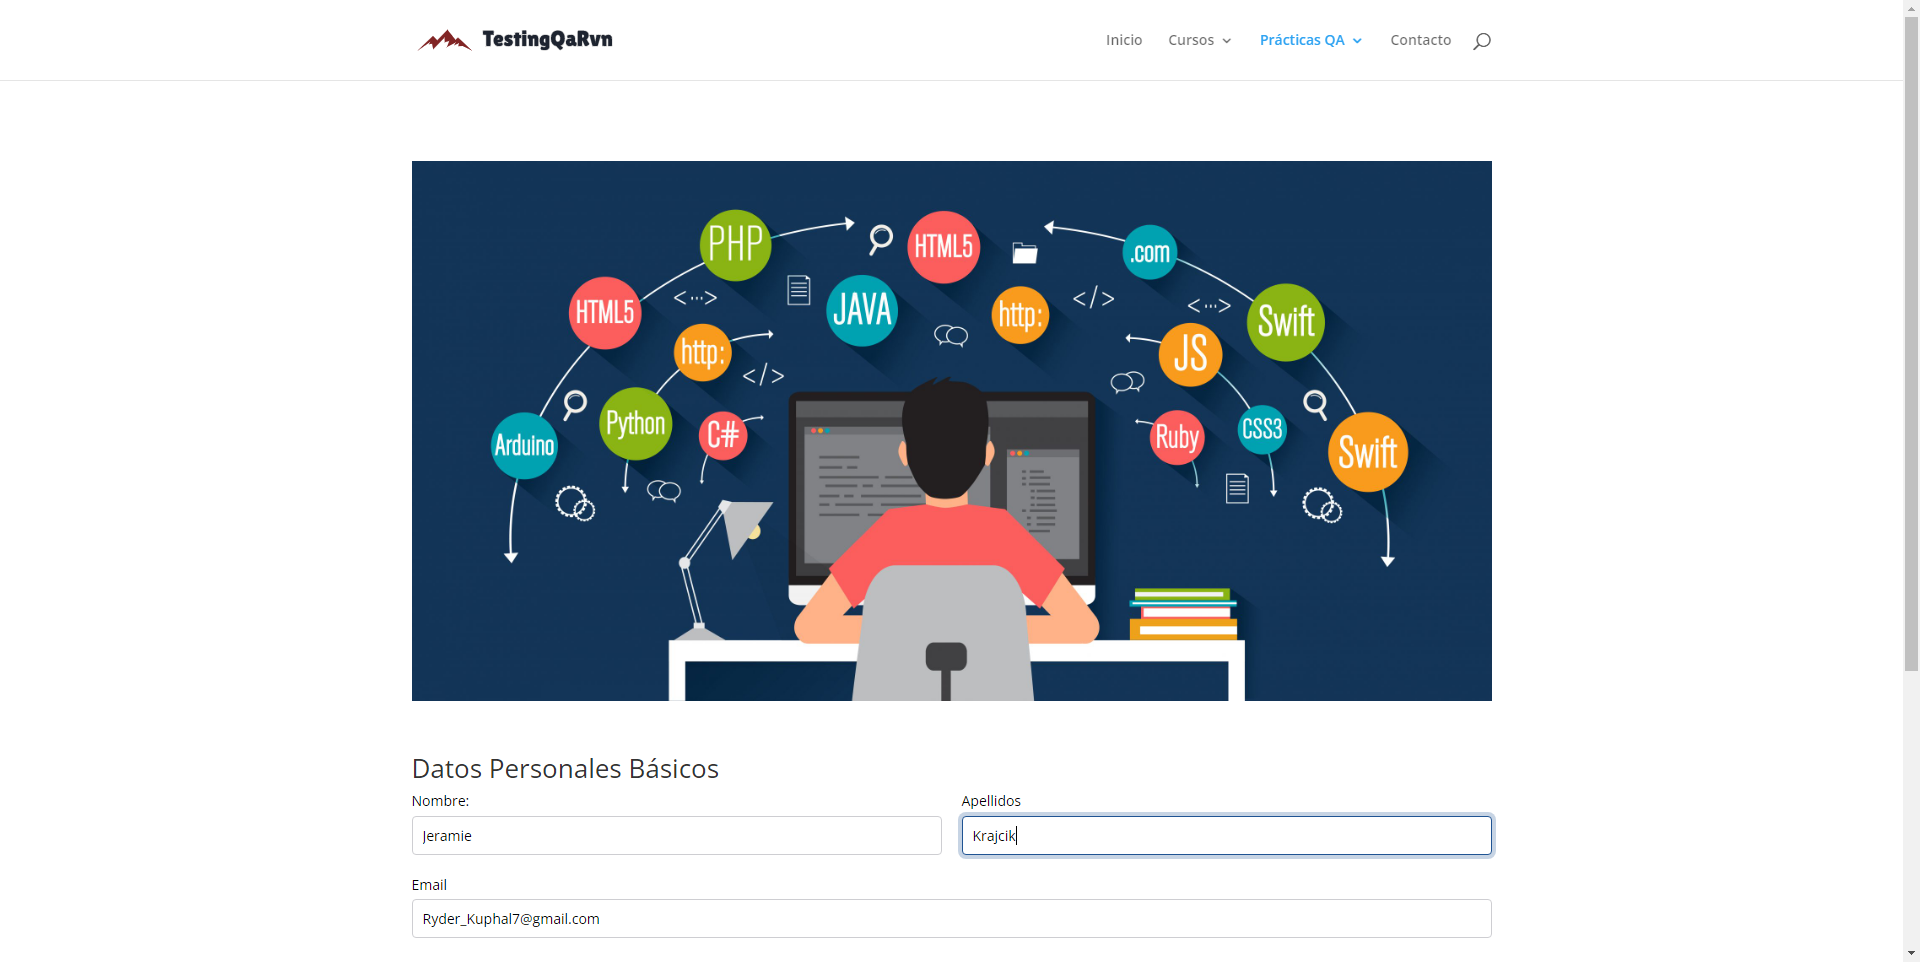 TestingQaRvn
Inicio Cursos Prácticas QA Contacto
PHP
HTML5
.com
HTML5
JAVA
http:
Swift
http:
JS
Python
C#
Ruby
CSS3
Arduino
Swift
Datos Personales Básicos
Nombre: Apellidos
Jeramie Krajcik
Email
Ryder_Kuphal7@gmail.com